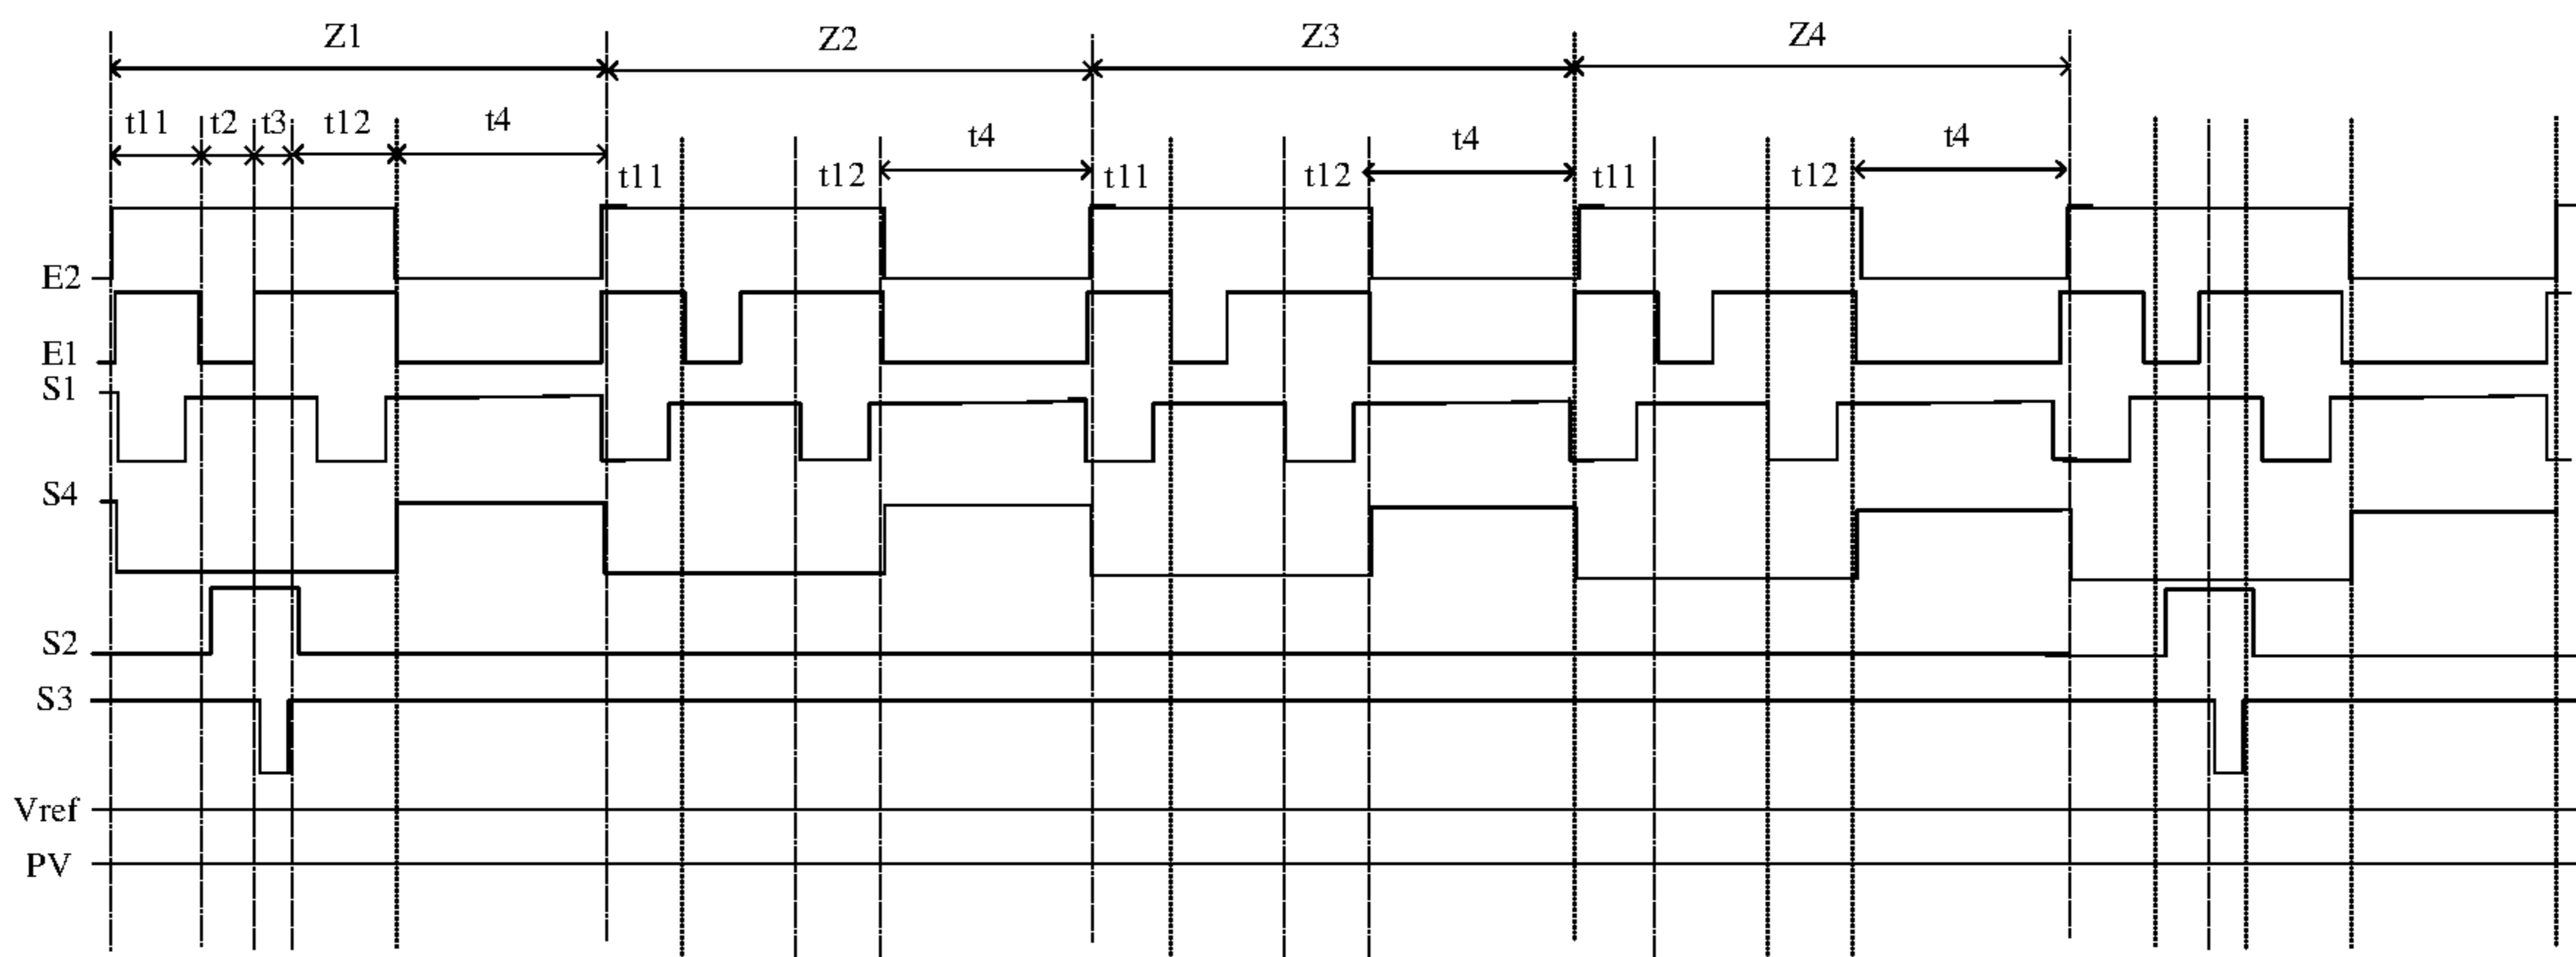 Z1 Z2 Z3 Z4
t11 t2 t3 t12 t4
t11 t12 t4 t11 t12 t4 t11 t12 t4
E2
E1
S1
S4
S2
S3
Vref
PV